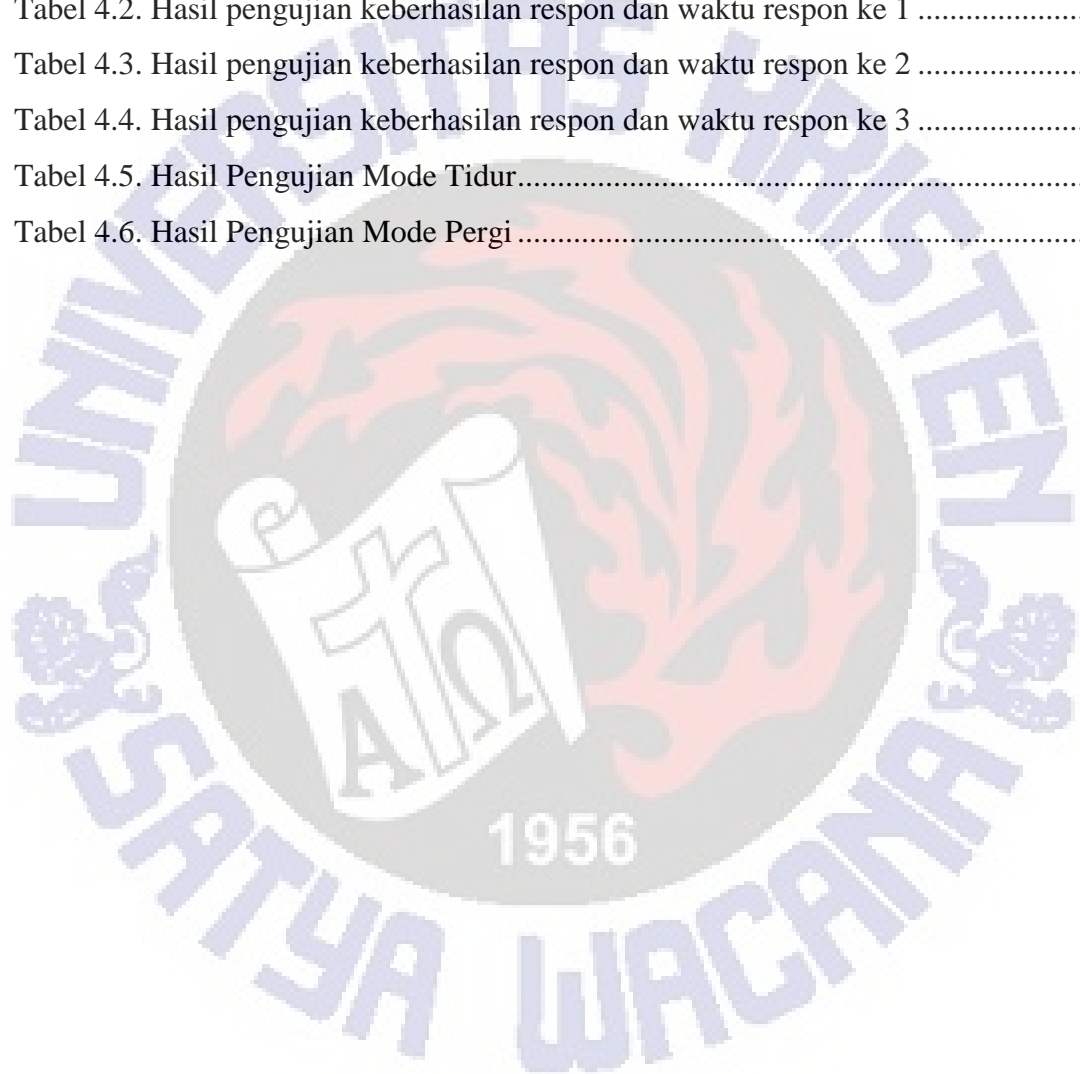 Tabel 4.2. Hasil pengujian keberhasilan respon dan waktu respon ke 1 ....................
Tabel 4.3. Hasil pengujian keberhasilan respon dan waktu respon ke 2 ....................
Tabel 4.4. Hasil pengujian keberhasilan respon dan waktu respon ke 3 ....................
Tabel 4.5. Hasil Pengujian Mode Tidur......................................................................
Tabel 4.6. Hasil Pengujian Mode Pergi ......................................................................
UNIVERSITAS KRISTEN
Α Ω
1956
SATYA WACANA